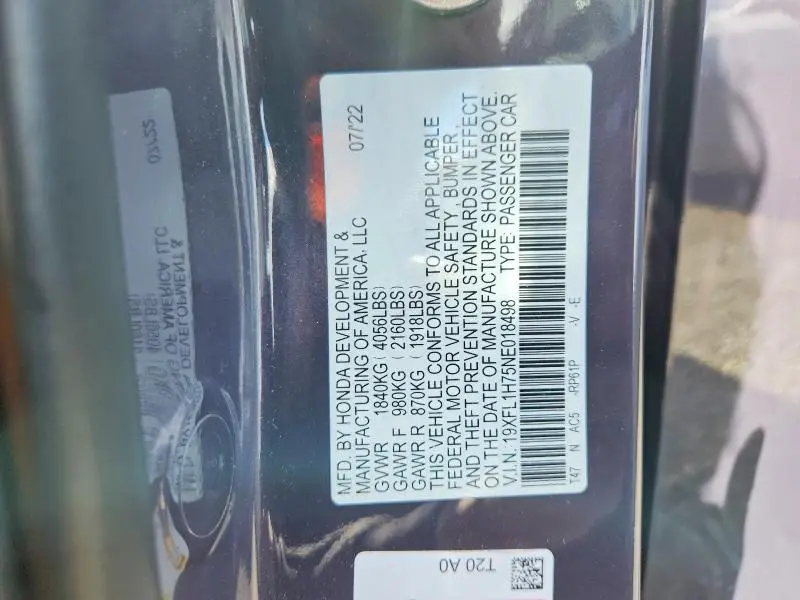 MFD. BY HONDA DEVELOPMENT &
MANUFACTURING OF AMERICA, LLC 07/'22
GVWR 1840KG 4056LBS)
GAWR F 980KG ( 2160LBS)
GAWR R 870KG ( 1918LBS)
THIS VEHICLE CONFORMS TO ALL APPLICABLE
FEDERAL MOTOR VEHICLE SAFETY , BUMPER ,
AND THEFT PREVENTION STANDARDS IN EFFECT
ON THE DATE OF MANUFACTURE SHOWN ABOVE.
V.I.N. 19XFL1H75NE018498 TYPE: PASSENGER CAR
T47 N AC5 -RP61P -V -E
T20 A0